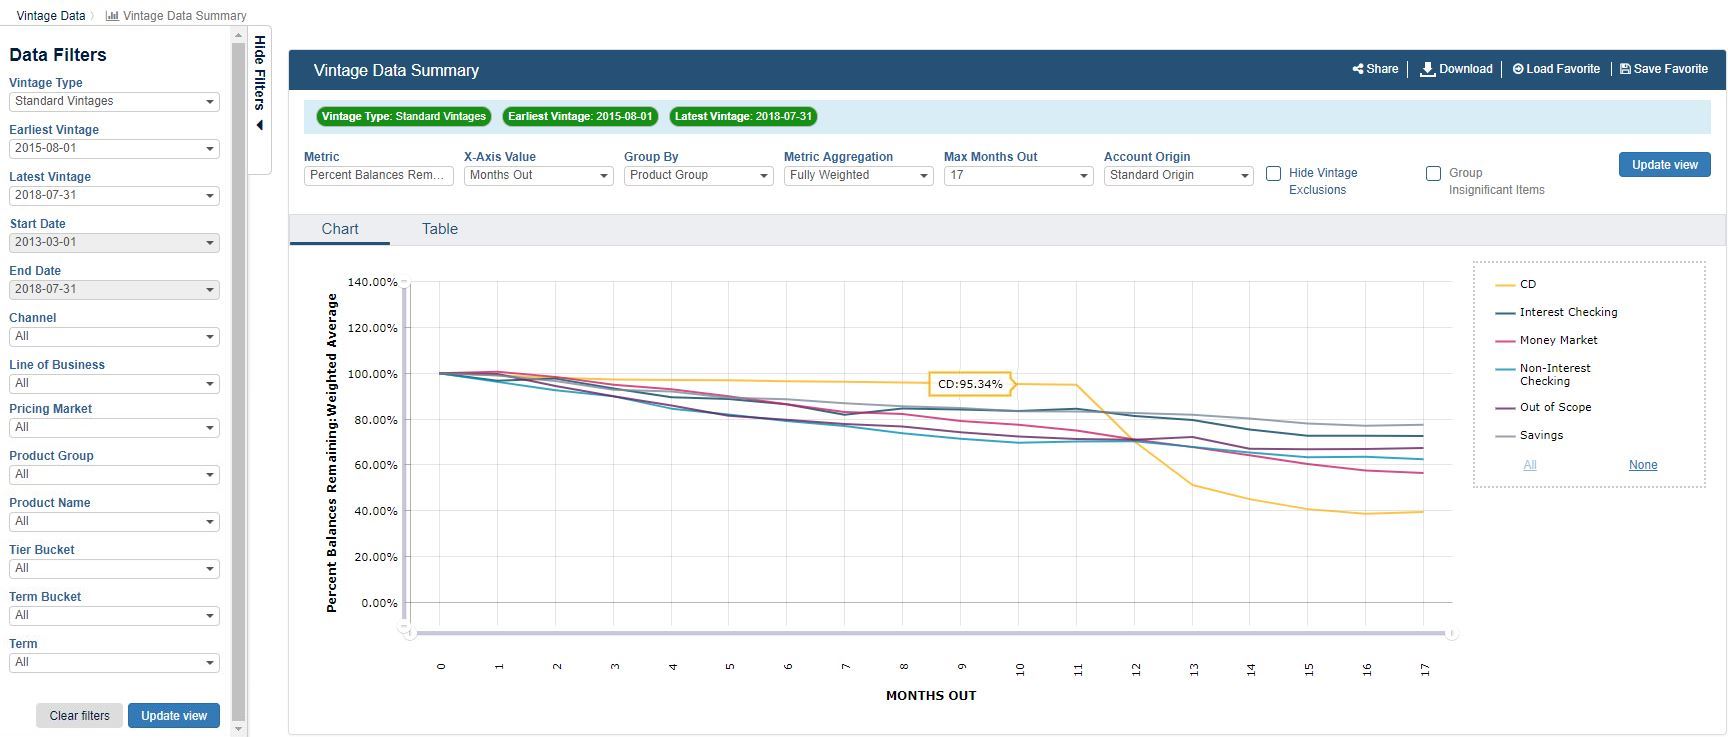 Vintage Data
Vintage Data Summary
Data Filters
Vintage Type
Standard Vintages
Earliest Vintage
2015-08-01
Latest Vintage
2018-07-31
Start Date
2013-03-01
End Date
2018-07-31
Channel
All
Line of Business
All
Pricing Market
All
Product Group
All
Product Name
All
Tier Bucket
All
Term Bucket
All
Term
All
Clear filters
Update view
Hide Filters
Vintage Data Summary
Share
Download
Load Favorite
Save Favorite
Vintage Type: Standard Vintages
Earliest Vintage: 2015-08-01
Latest Vintage: 2018-07-31
Metric
Percent Balances Rem...
X-Axis Value
Months Out
Group By
Product Group
Metric Aggregation
Fully Weighted
Max Months Out
17
Account Origin
Standard Origin
Hide Vintage
Exclusions
Group
Insignificant Items
Update view
Chart
Table
Percent Balances Remaining:Weighted Average
140.00%
120.00%
100.00%
80.00%
60.00%
40.00%
20.00%
0.00%
CD:95.34%
0
1
2
3
4
5
6
7
8
9
10
11
12
13
14
15
16
17
MONTHS OUT
CD
Interest Checking
Money Market
Non-Interest
Checking
Out of Scope
Savings
All
None